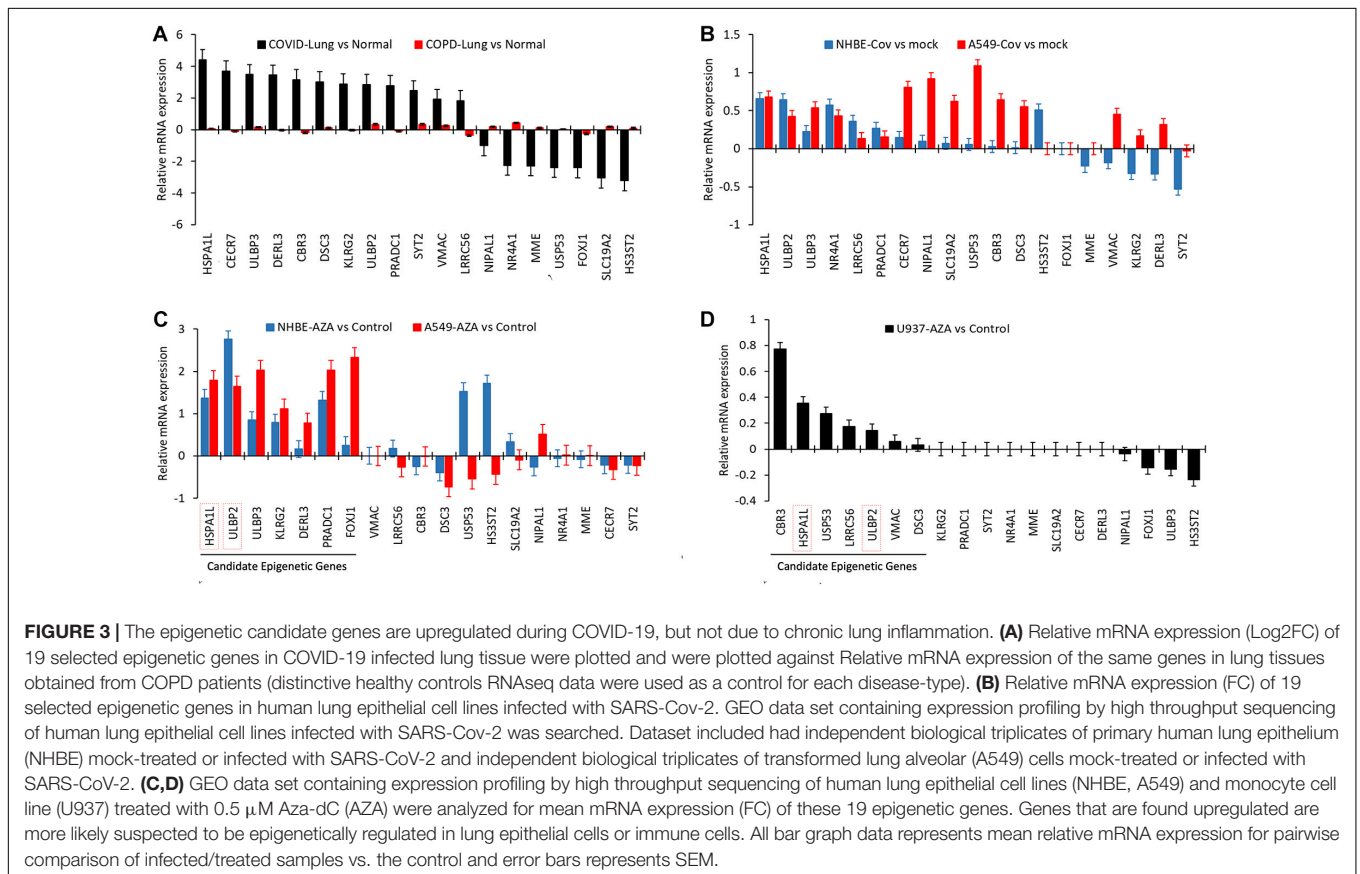 A
COVID-Lung vs Normal
COPD-Lung vs Normal
Relative mRNA expression
6
4
2
0
-2
-4
-6
HSPA1L
CECR7
ULBP3
DERL3
CBR3
DSC3
KLRG2
ULBP2
PRADC1
SYT2
VMAC
LRRC56
NIPAL1
NR4A1
MME
USP53
FOXJ1
SLC19A2
HS3ST2
B
NHBE-Cov vs mock
A549-Cov vs mock
Relative mRNA expression
1.5
1
0.5
0
-0.5
-1
HSPA1L
ULBP2
ULBP3
NR4A1
LRRC56
PRADC1
CECR7
NIPAL1
SLC19A2
USP53
CBR3
DSC3
HS3ST2
FOXJ1
MME
VMAC
KLRG2
DERL3
SYT2
C
NHBE-AZA vs Control
A549-AZA vs Control
Relative mRNA expression
3
2
1
0
-1
HSPA1L
ULBP2
ULBP3
KLRG2
DERL3
PRADC1
FOXJ1
VMAC
LRRC56
CBR3
DSC3
USP53
HS3ST2
SLC19A2
NIPAL1
NR4A1
MME
CECR7
SYT2
Candidate Epigenetic Genes
D
U937-AZA vs Control
Relative mRNA expression
1
0.8
0.6
0.4
0.2
0
-0.2
-0.4
CBR3
HSPA1L
USP53
LRRC56
ULBP2
VMAC
DSC3
KLRG2
PRADC1
SYT2
NR4A1
MME
SLC19A2
CECR7
DERL3
NIPAL1
FOXJ1
ULBP3
HS3ST2
Candidate Epigenetic Genes
FIGURE 3 | The epigenetic candidate genes are upregulated during COVID-19, but not due to chronic lung inflammation. (A) Relative mRNA expression (Log2FC) of
19 selected epigenetic genes in COVID-19 infected lung tissue were plotted and were plotted against Relative mRNA expression of the same genes in lung tissues
obtained from COPD patients (distinctive healthy controls RNAseq data were used as a control for each disease-type). (B) Relative mRNA expression (FC) of 19
selected epigenetic genes in human lung epithelial cell lines infected with SARS-Cov-2. GEO data set containing expression profiling by high throughput sequencing
of human lung epithelial cell lines infected with SARS-Cov-2 was searched. Dataset included had independent biological triplicates of primary human lung epithelium
(NHBE) mock-treated or infected with SARS-CoV-2 and independent biological triplicates of transformed lung alveolar (A549) cells mock-treated or infected with
SARS-CoV-2. (C,D) GEO data set containing expression profiling by high throughput sequencing of human lung epithelial cell lines (NHBE, A549) and monocyte cell
line (U937) treated with 0.5 μM Aza-dC (AZA) were analyzed for mean mRNA expression (FC) of these 19 epigenetic genes. Genes that are found upregulated are
more likely suspected to be epigenetically regulated in lung epithelial cells or immune cells. All bar graph data represents mean relative mRNA expression for pairwise
comparison of infected/treated samples vs. the control and error bars represents SEM.